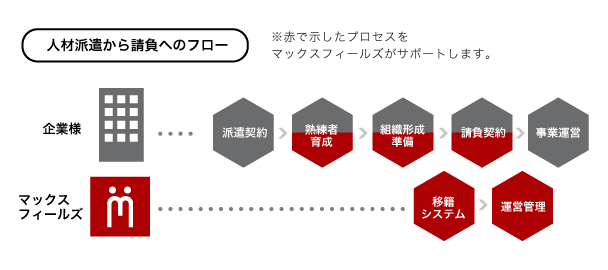 人材派遣から請負へのフロー
※赤で示したプロセスを
マックスフィールズがサポートします。
企業様
派遣契約
熟練者
育成
組織形成
準備
請負契約
事業運営
マックス
フィールズ
移籍
システム
運営管理